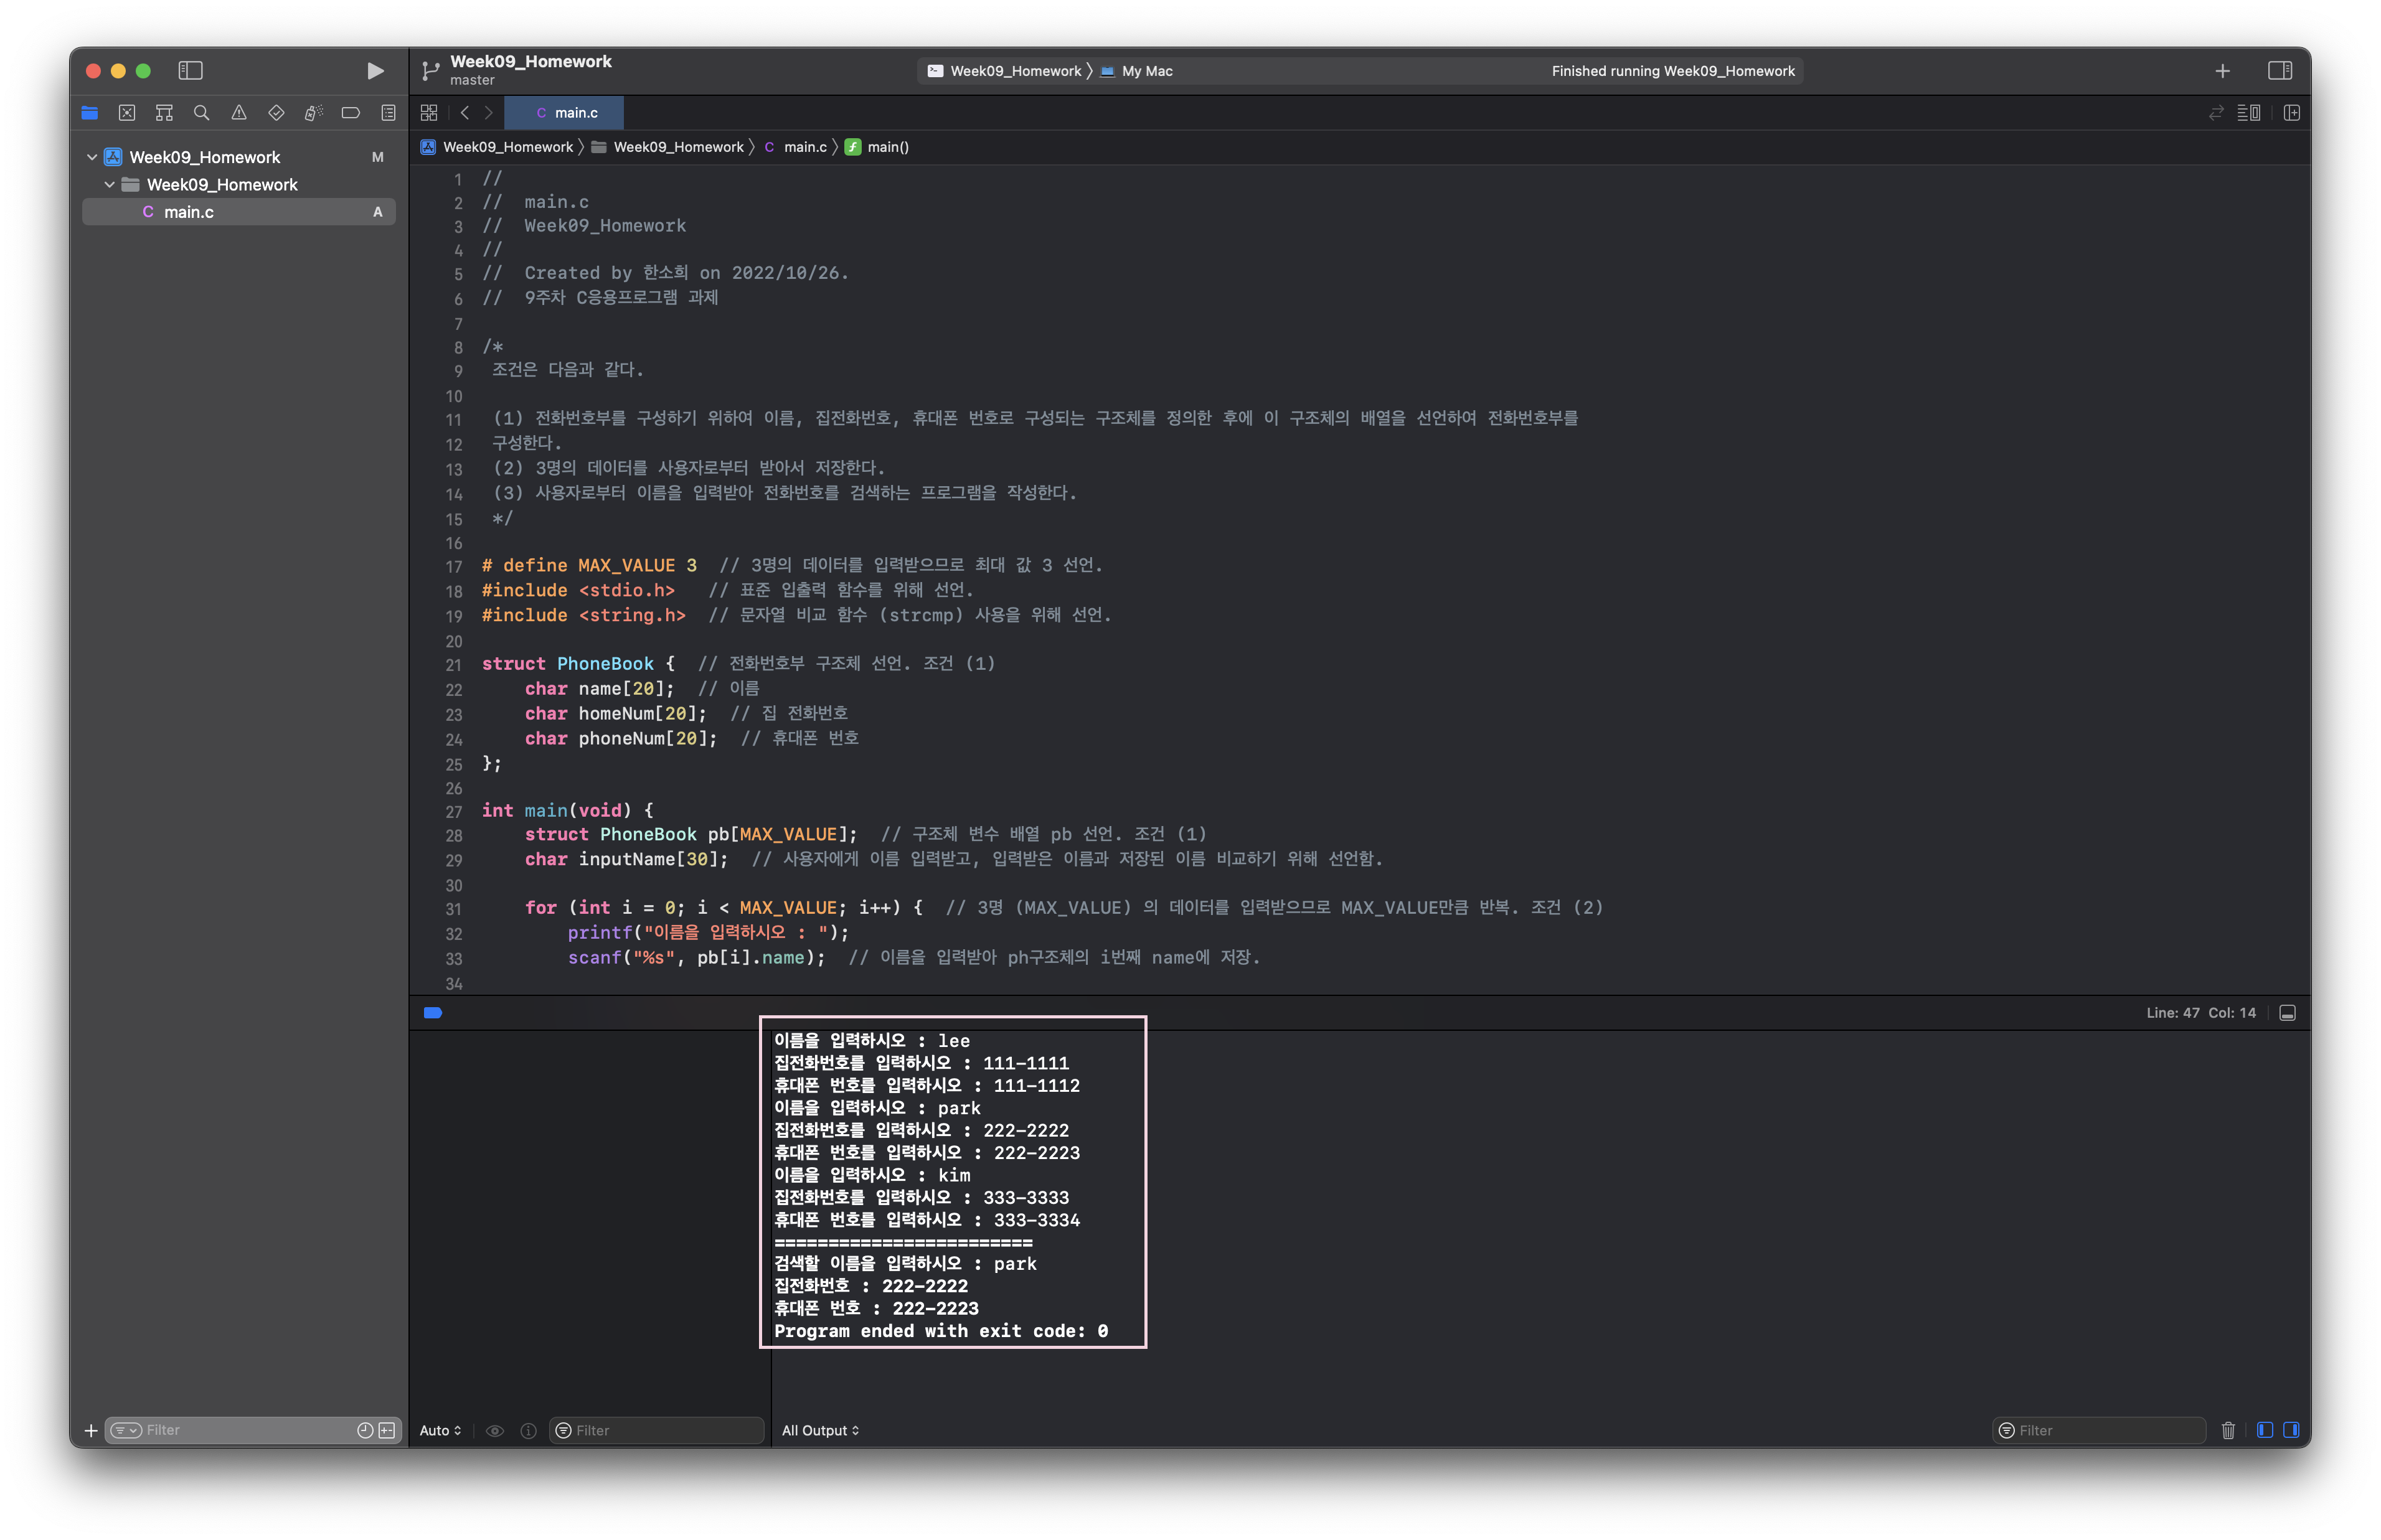 Week09_Homework
master
Week09_Homework 〉 My Mac
Finished running Week09_Homework
C main.c
Week09_Homework 〉 Week09_Homework 〉 C main.c 〉 f main()
Week09_Homework M
Week09_Homework
C main.c A
1 //
2 //  main.c
3 //  Week09_Homework
4 //
5 //  Created by 한소희 on 2022/10/26.
6 //  9주차 C응용프로그램 과제
7
8 /*
9 조건은 다음과 같다.
10
11 (1) 전화번호부를 구성하기 위하여 이름, 집전화번호, 휴대폰 번호로 구성되는 구조체를 정의한 후에 이 구조체의 배열을 선언하여 전화번호부를
12 구성한다.
13 (2) 3명의 데이터를 사용자로부터 받아서 저장한다.
14 (3) 사용자로부터 이름을 입력받아 전화번호를 검색하는 프로그램을 작성한다.
15 */
16
17 # define MAX_VALUE 3  // 3명의 데이터를 입력받으므로 최대 값 3 선언.
18 #include <stdio.h>   // 표준 입출력 함수를 위해 선언.
19 #include <string.h>  // 문자열 비교 함수 (strcmp) 사용을 위해 선언.
20
21 struct PhoneBook {  // 전화번호부 구조체 선언. 조건 (1)
22     char name[20];  // 이름
23     char homeNum[20];  // 집 전화번호
24     char phoneNum[20];  // 휴대폰 번호
25 };
26
27 int main(void) {
28     struct PhoneBook pb[MAX_VALUE];  // 구조체 변수 배열 pb 선언. 조건 (1)
29     char inputName[30];  // 사용자에게 이름 입력받고, 입력받은 이름과 저장된 이름 비교하기 위해 선언함.
30
31     for (int i = 0; i < MAX_VALUE; i++) {  // 3명 (MAX_VALUE) 의 데이터를 입력받으므로 MAX_VALUE만큼 반복. 조건 (2)
32         printf("이름을 입력하시오 : ");
33         scanf("%s", pb[i].name);  // 이름을 입력받아 ph구조체의 i번째 name에 저장.
34
Line: 47  Col: 14
이름을 입력하시오 : lee
집전화번호를 입력하시오 : 111-1111
휴대폰 번호를 입력하시오 : 111-1112
이름을 입력하시오 : park
집전화번호를 입력하시오 : 222-2222
휴대폰 번호를 입력하시오 : 222-2223
이름을 입력하시오 : kim
집전화번호를 입력하시오 : 333-3333
휴대폰 번호를 입력하시오 : 333-3334
========================
검색할 이름을 입력하시오 : park
집전화번호 : 222-2222
휴대폰 번호 : 222-2223
Program ended with exit code: 0
Filter
Auto
Filter
All Output
Filter